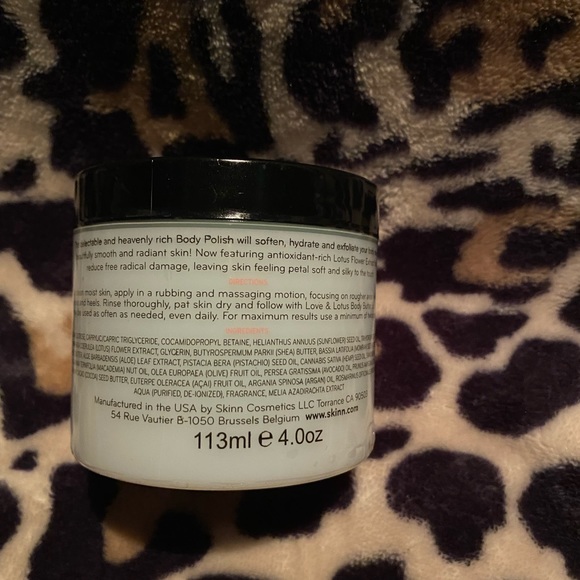 delectable and heavenly rich Body Polish will soften, hydrate and exfoliate your
smooth and radiant skin! Now featuring antioxidant-rich Lotus Flower
reduce free radical damage, leaving skin feeling petal soft and silky to the touch
DIRECTIONS
moist skin, apply in a rubbing and massaging motion, focusing on rougher
and heels. Rinse thoroughly, pat skin dry and follow with Love & Lotus Body
used as often as needed, even daily. For maximum results use a minimum of
INGREDIENTS
CAPRYLIC/CAPRIC TRIGLYCERIDE, COCAMIDOPROPYL BETAINE, HELIANTHUS ANNUUS (SUNFLOWER) SEED OIL,
(LOTUS) FLOWER EXTRACT, GLYCERIN, BUTYROSPERMUM PARKII (SHEA) BUTTER, BASSIA LATIFOLIA
ALOE BARBADENSIS (ALOE) LEAF EXTRACT, PISTACIA VERA (PISTACHIO) SEED OIL, CANNABIS SATIVA (HEMP) SEED
(MACADEMIA) NUT OIL, OLEA EUROPAEA (OLIVE) FRUIT OIL, PERSEA GRATISSIMA (AVOCADO) OIL,
(COCOA) SEED BUTTER, EUTERPE OLERACEA (AÇAI) FRUIT OIL, ARGANIA SPINOSA (ARGAN) OIL,
AQUA (PURIFIED, DE-IONIZED), FRAGRANCE, MELIA AZADIRACHTA EXTRACT
Manufactured in the USA by Skinn Cosmetics LLC Torrance CA
54 Rue Vautier B-1050 Brussels Belgium www.skinn.com
113ml e 4.0oz